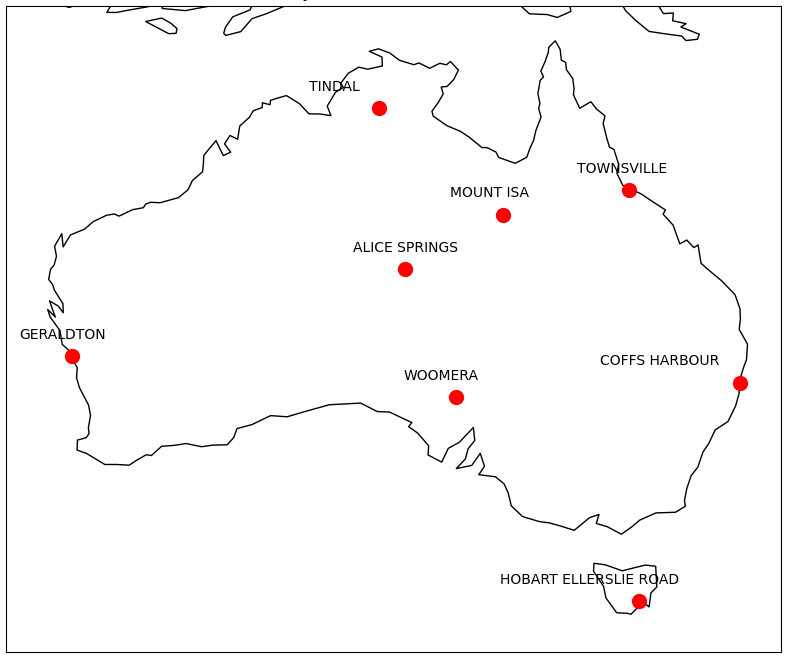 TINDAL
TOWNSVILLE
MOUNT ISA
ALICE SPRINGS
GERALDTON
COFFS HARBOUR
WOOMERA
HOBART ELLERSLIE ROAD